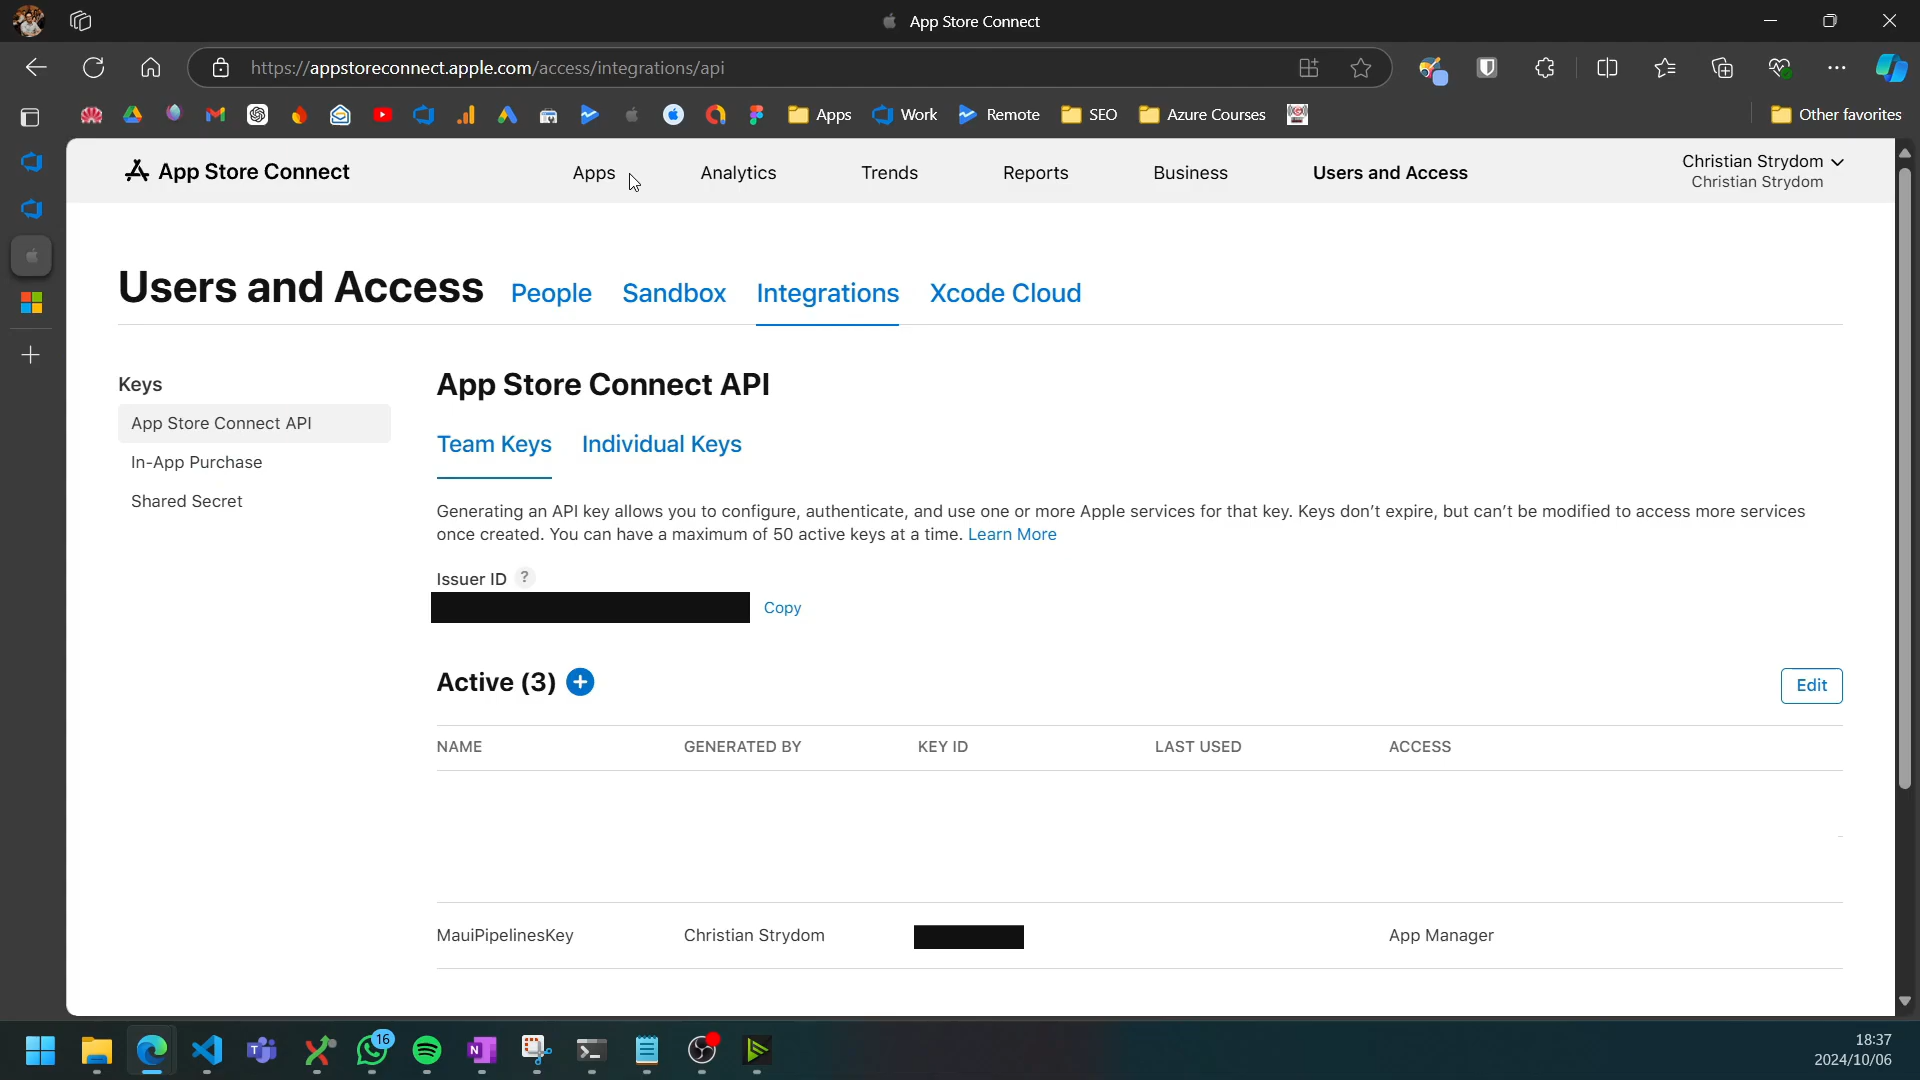 App Store Connect
https://appstoreconnect.apple.com/access/integrations/api
Apps
Work
Remote
SEO
Azure Courses
Other favorites
App Store Connect
Apps
Analytics
Trends
Reports
Business
Users and Access
Christian Strydom
Christian Strydom
Users and Access
People
Sandbox
Integrations
Xcode Cloud
Keys
App Store Connect API
In-App Purchase
Shared Secret
App Store Connect API
Team Keys
Individual Keys
Generating an API key allows you to configure, authenticate, and use one or more Apple services for that key. Keys don't expire, but can't be modified to access more services
once created. You can have a maximum of 50 active keys at a time. Learn More
Issuer ID ?
Copy
Active (3)
Edit
NAME GENERATED BY KEY ID LAST USED ACCESS
MauiPipelinesKey Christian Strydom App Manager
16
18:37
2024/10/06